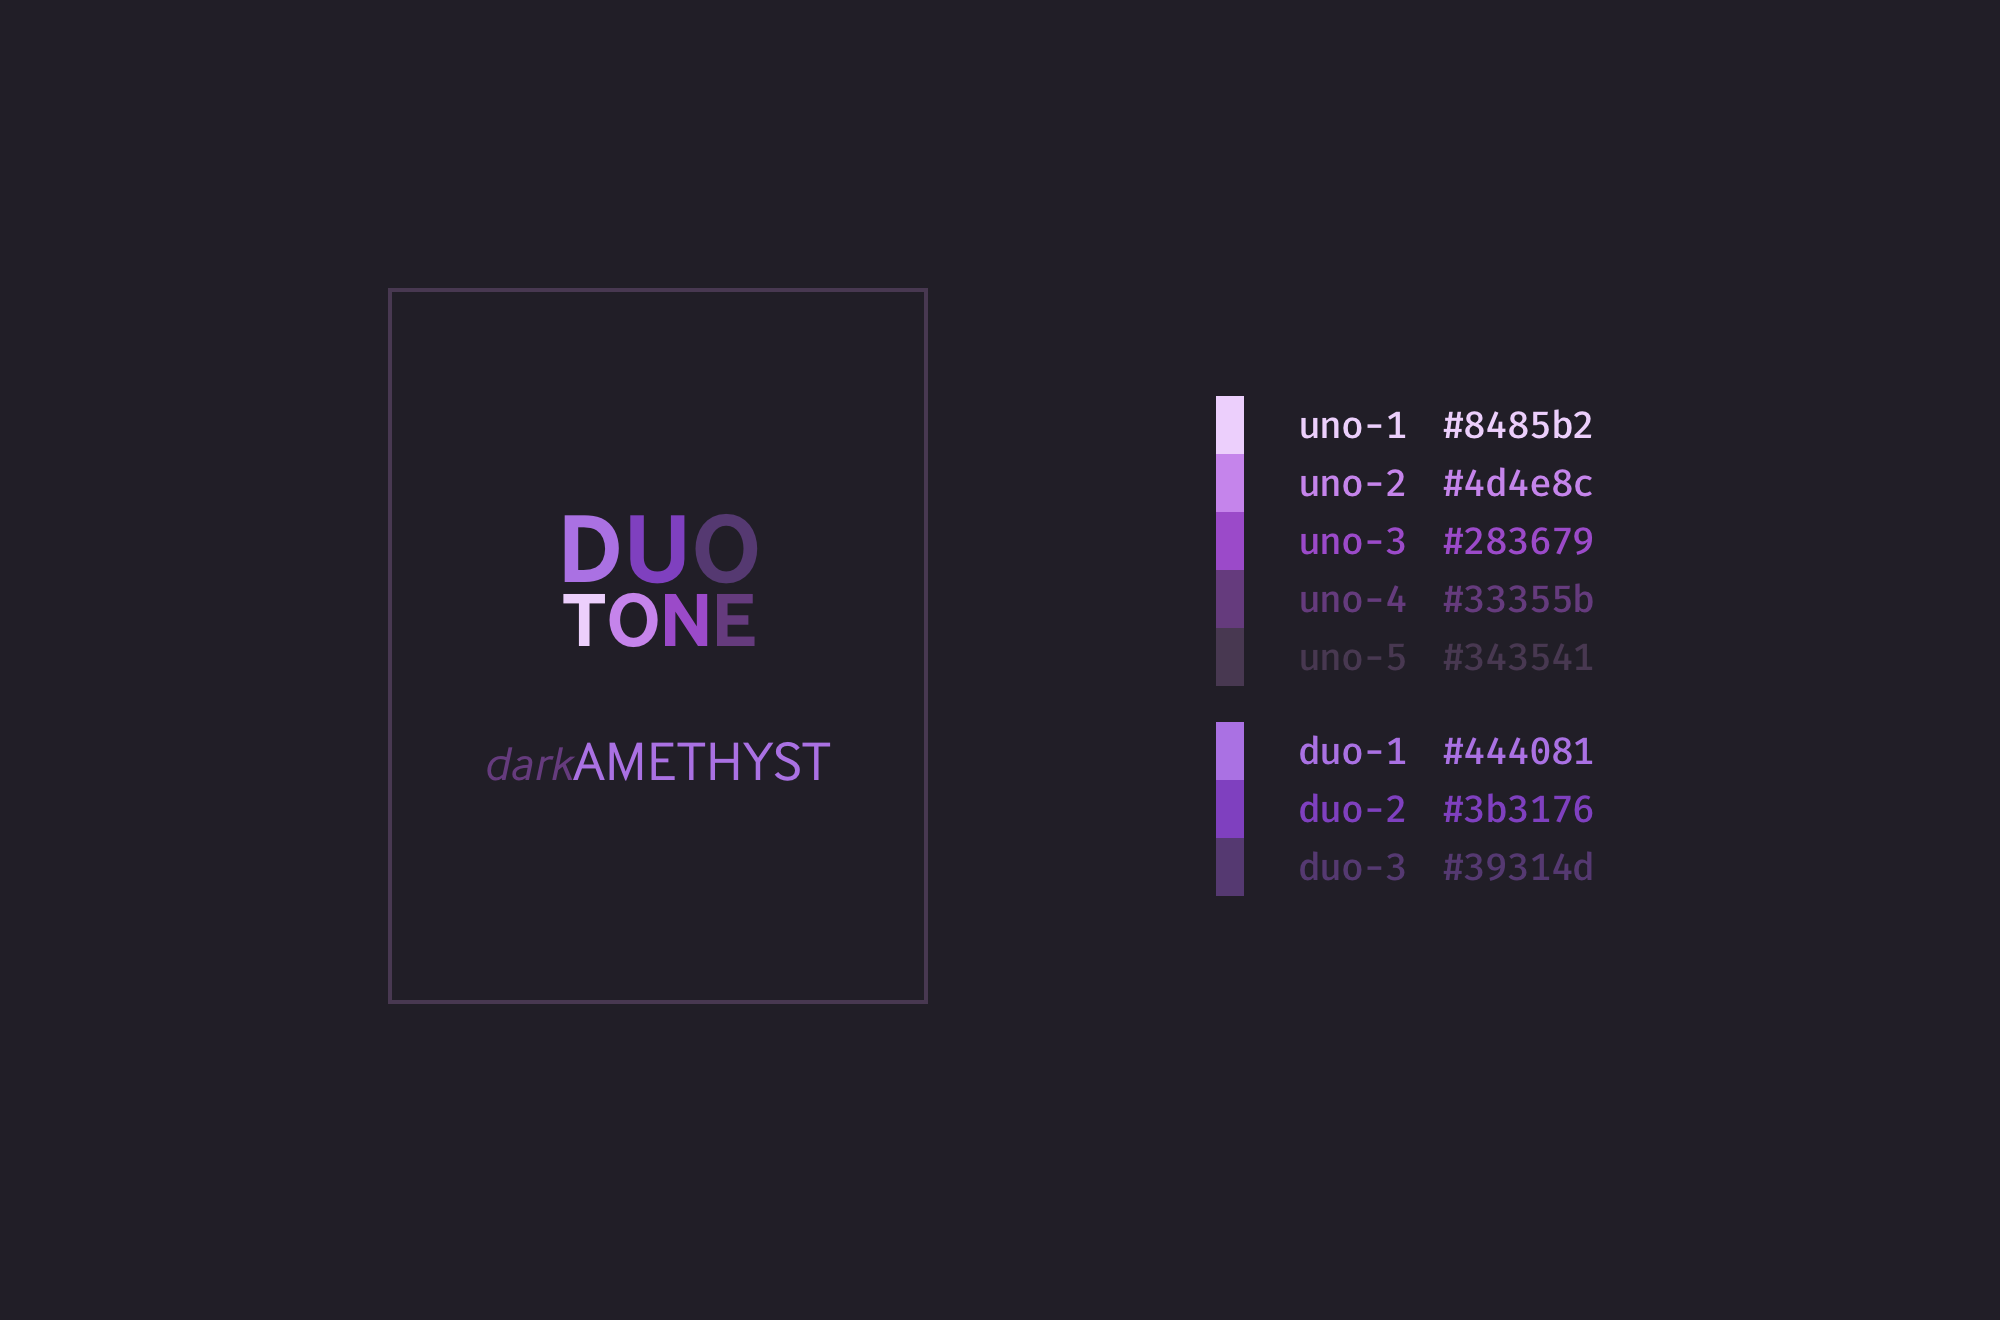 DUO
TONE
darkAMETHYST
uno-1 #8485b2
uno-2 #4d4e8c
uno-3 #283679
uno-4 #33355b
uno-5 #343541
duo-1 #444081
duo-2 #3b3176
duo-3 #39314d